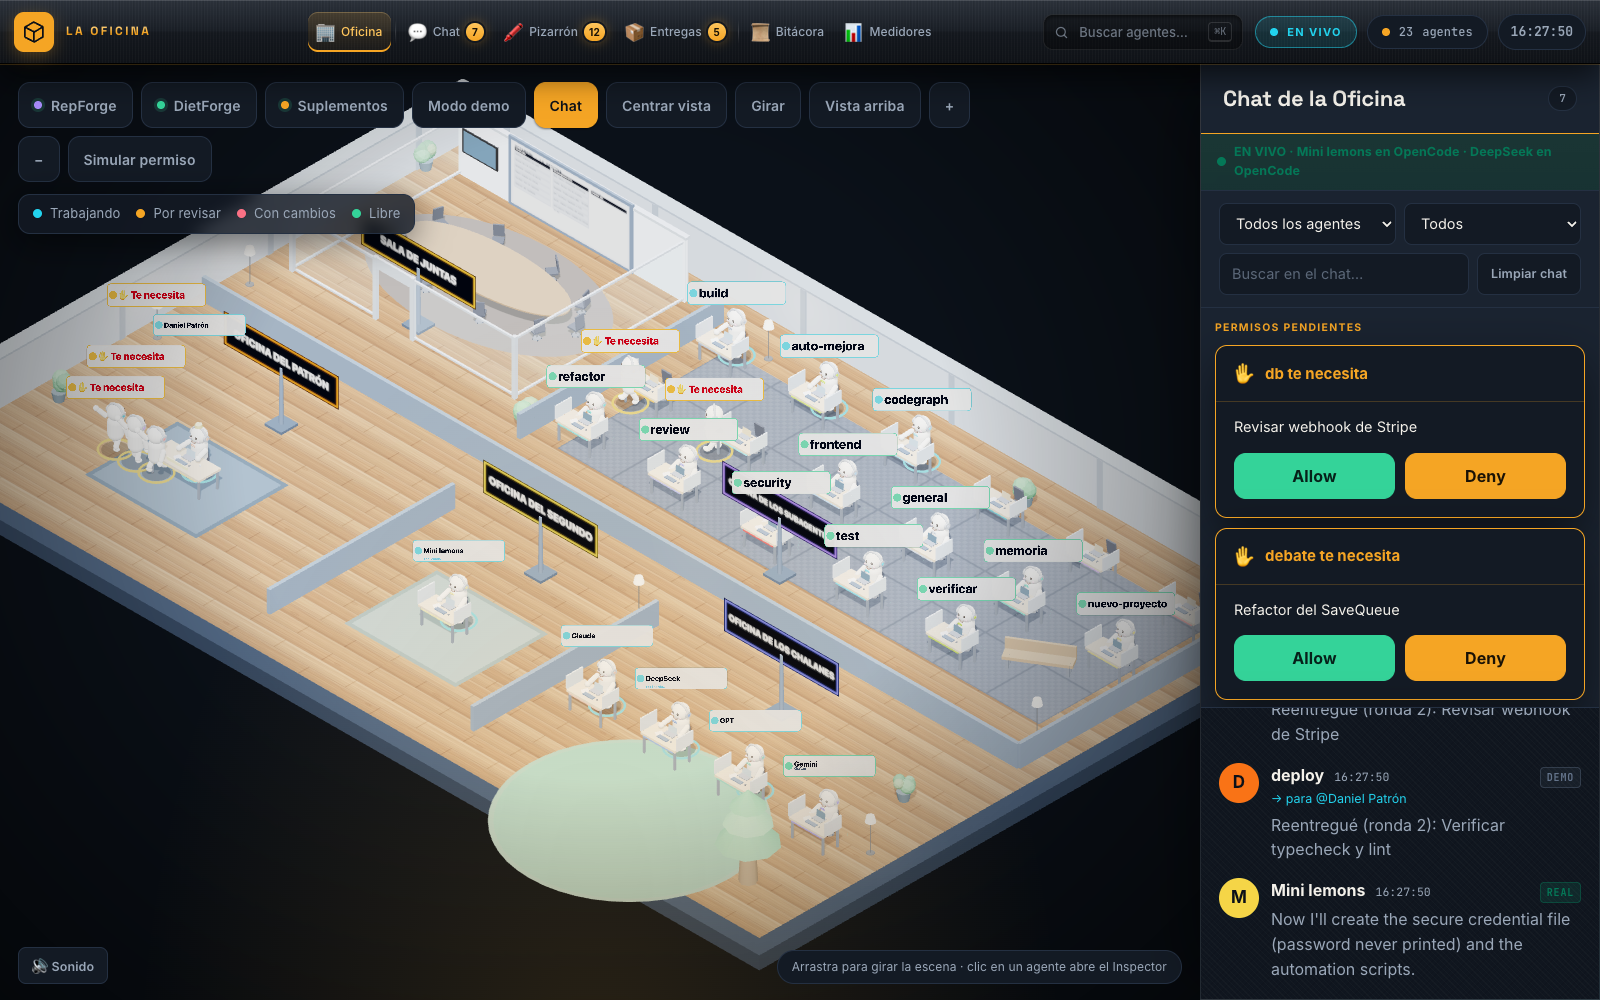 LA OFICINA
Oficina
Chat 7
Pizarrón 12
Entregas 5
Bitácora
Medidores
Buscar agentes... ⌘K
EN VIVO
23 agentes
16:27:50
RepForge
DietForge
Suplementos
Modo demo
Chat
Centrar vista
Girar
Vista arriba
+
−
Simular permiso
Trabajando
Por revisar
Con cambios
Libre
SALA DE JUNTAS
Te necesita
Daniel Patrón
OFICINA DEL PATRÓN
Te necesita
Te necesita
build
Te necesita
auto-mejora
refactor
Te necesita
codegraph
review
frontend
security
general
OFICINA DEL SEGUNDO
test
memoria
Mini lemons
verificar
nuevo-proyecto
Claude
OFICINA DE LOS CHALANES
DeepSeek
GPT
Gemini
Sonido
Arrastra para girar la escena · clic en un agente abre el Inspector
Chat de la Oficina 7
EN VIVO · Mini lemons en OpenCode · DeepSeek en
OpenCode
Todos los agentes
Todos
Buscar en el chat...
Limpiar chat
PERMISOS PENDIENTES
db te necesita
Revisar webhook de Stripe
Allow
Deny
debate te necesita
Refactor del SaveQueue
Allow
Deny
Reentregué (ronda 2): Revisar webhook
de Stripe
D
deploy 16:27:50 DEMO
→ para @Daniel Patrón
Reentregué (ronda 2): Verificar
typecheck y lint
M
Mini lemons 16:27:50 REAL
Now I'll create the secure credential file
(password never printed) and the
automation scripts.